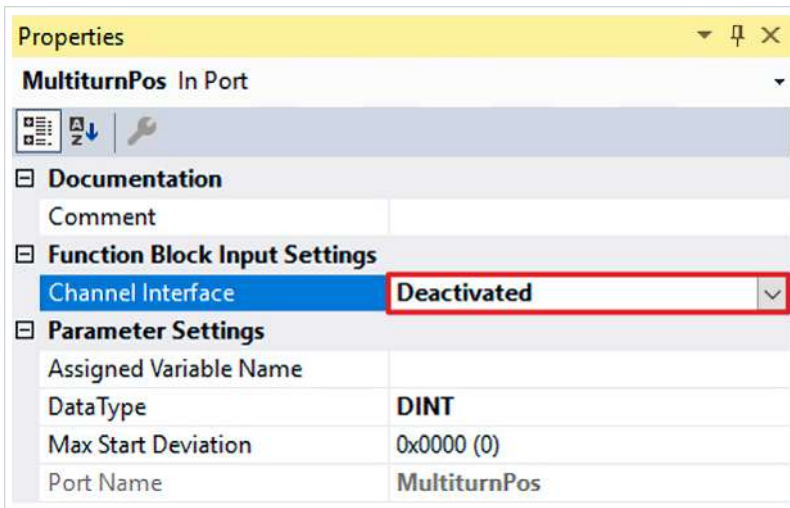 Properties
MultiturnPos In Port
Documentation
Comment
Function Block Input Settings
Channel Interface Deactivated
Parameter Settings
Assigned Variable Name
DataType DINT
Max Start Deviation 0x0000 (0)
Port Name MultiturnPos